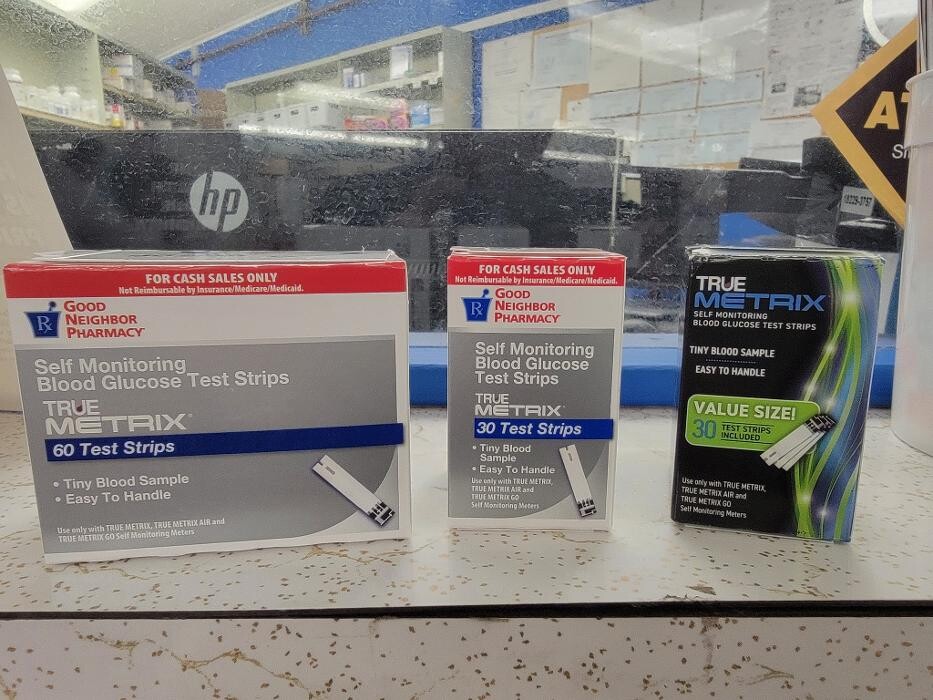 hp
18229-3757
FOR CASH SALES ONLY
Not Reimbursable by Insurance/Medicare/Medicaid.
Rx
GOOD
NEIGHBOR
PHARMACY
Self Monitoring
Blood Glucose Test Strips
TRUE
METRIX®
60 Test Strips
• Tiny Blood Sample
• Easy To Handle
Use only with TRUE METRIX, TRUE METRIX AIR and
TRUE METRIX GO Self Monitoring Meters
FOR CASH SALES ONLY
Not Reimbursable by Insurance/Medicare/Medicaid.
Rx
GOOD
NEIGHBOR
PHARMACY
Self Monitoring
Blood Glucose
Test Strips
TRUE
METRIX®
30 Test Strips
• Tiny Blood
Sample
• Easy To Handle
Use only with TRUE METRIX,
TRUE METRIX AIR and
TRUE METRIX GO
Self Monitoring Meters
TRUE
METRIX
SELF MONITORING
BLOOD GLUCOSE TEST STRIPS
TINY BLOOD SAMPLE
EASY TO HANDLE
VALUE SIZE!
30 TEST STRIPS
INCLUDED
Use only with TRUE METRIX,
TRUE METRIX AIR and
TRUE METRIX GO
Self Monitoring Meters